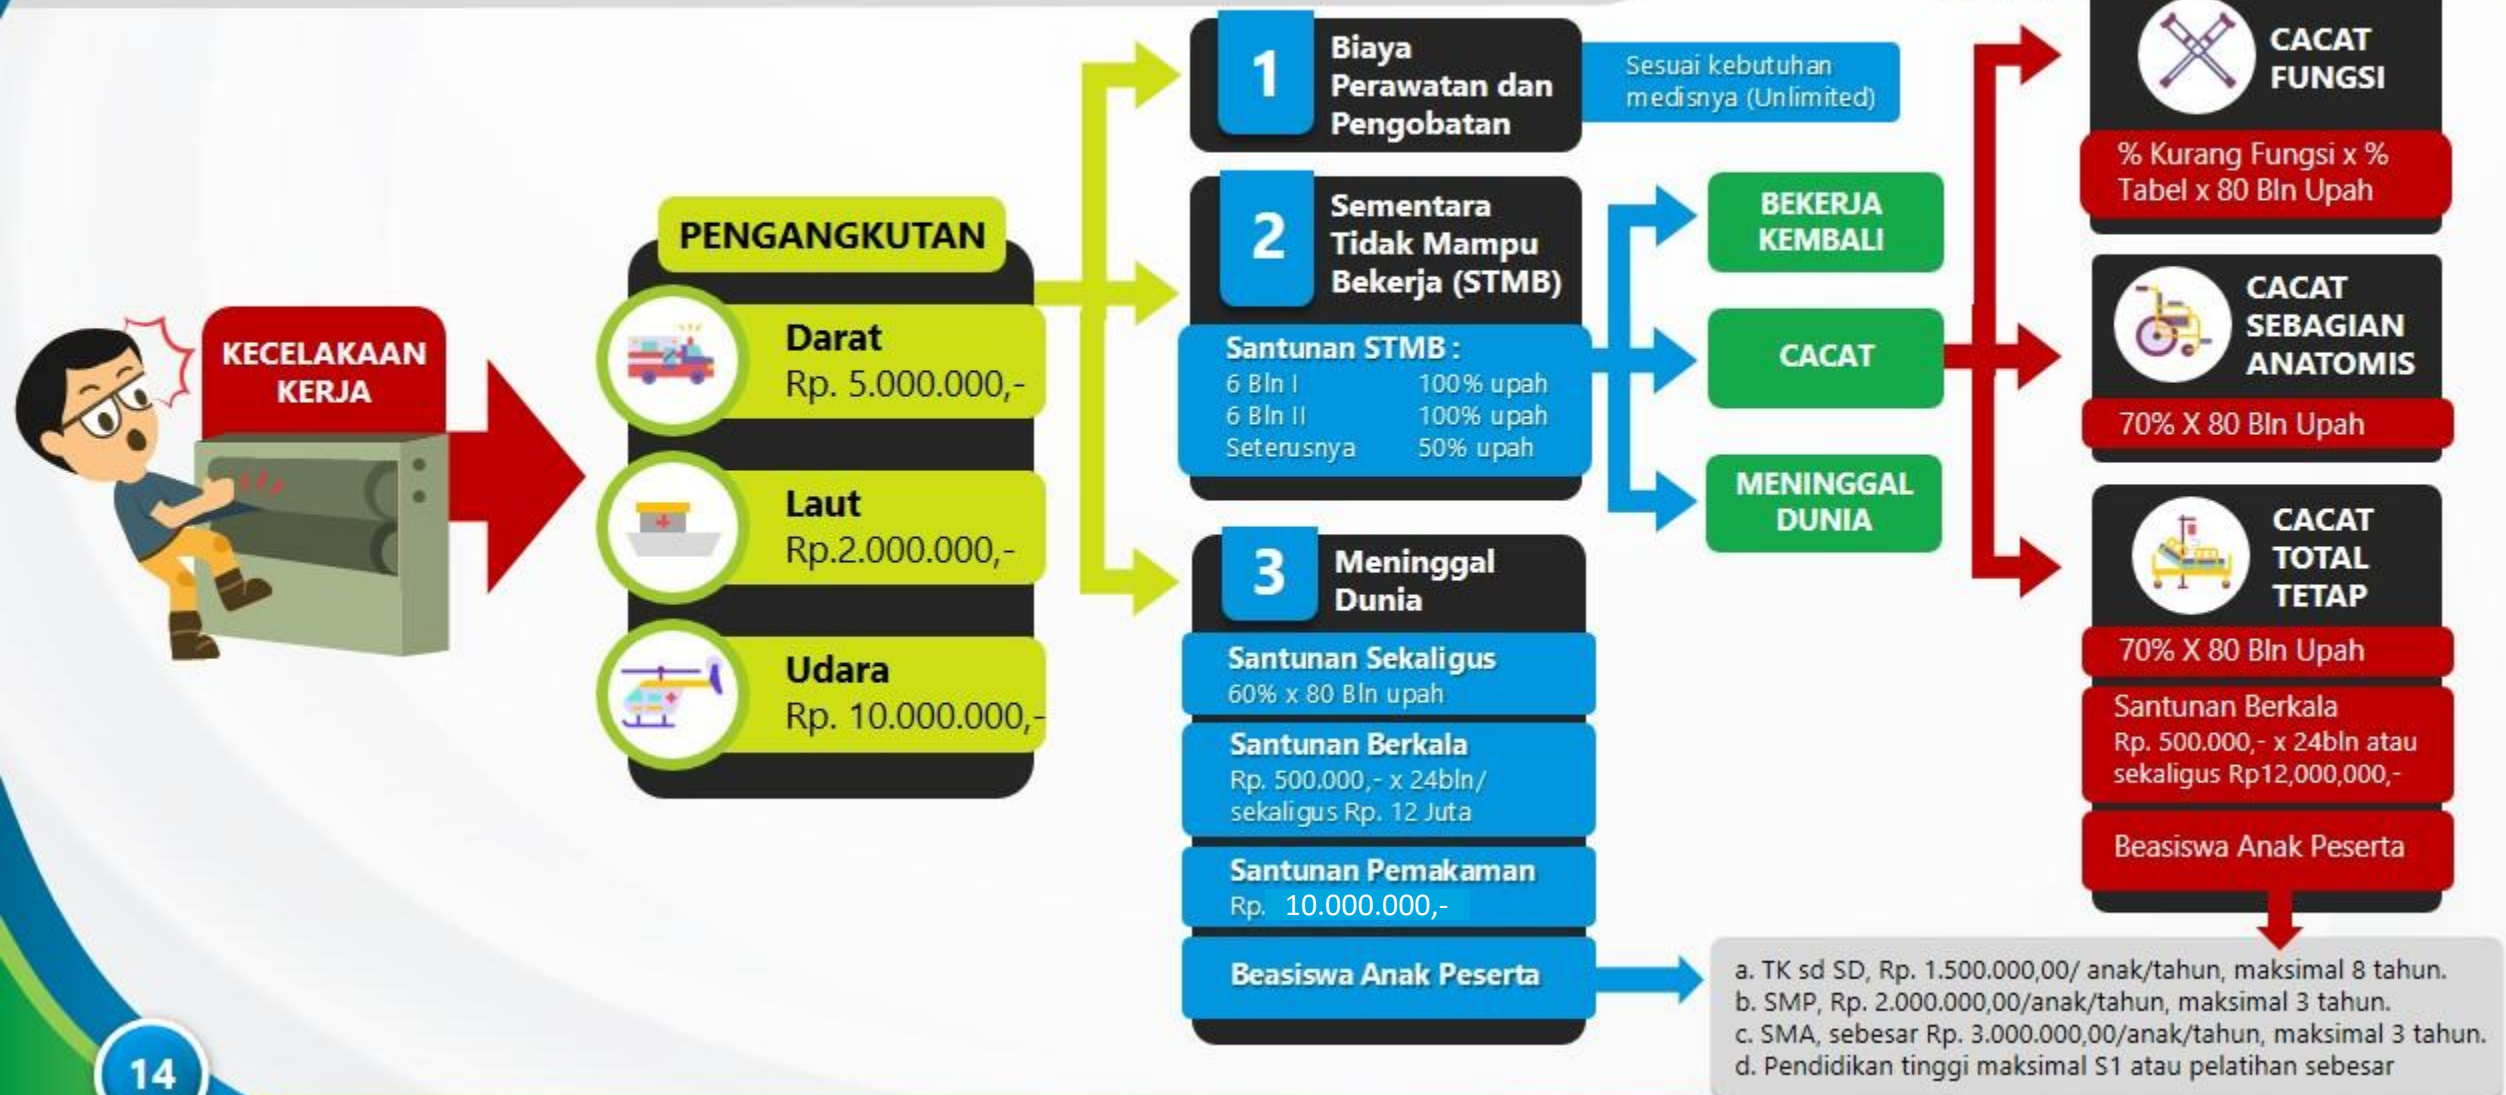 KECELAKAAN
KERJA
PENGANGKUTAN
Darat
Rp. 5.000.000,-
Laut
Rp.2.000.000,-
Udara
Rp. 10.000.000,-
1
Biaya
Perawatan dan
Pengobatan
Sesuai kebutuhan
medisnya (Unlimited)
2
Sementara
Tidak Mampu
Bekerja (STMB)
Santunan STMB :
6 Bln I 100% upah
6 Bln II 100% upah
Seterusnya 50% upah
3
Meninggal
Dunia
Santunan Sekaligus
60% x 80 Bln upah
Santunan Berkala
Rp. 500.000,- x 24bln/
sekaligus Rp. 12 Juta
Santunan Pemakaman
Rp. 10.000.000,-
Beasiswa Anak Peserta
BEKERJA
KEMBALI
CACAT
MENINGGAL
DUNIA
CACAT
FUNGSI
% Kurang Fungsi x %
Tabel x 80 Bln Upah
CACAT
SEBAGIAN
ANATOMIS
70% X 80 Bln Upah
CACAT
TOTAL
TETAP
70% X 80 Bln Upah
Santunan Berkala
Rp. 500.000,- x 24bln atau
sekaligus Rp12,000,000,-
Beasiswa Anak Peserta
a. TK sd SD, Rp. 1.500.000,00/ anak/tahun, maksimal 8 tahun.
b. SMP, Rp. 2.000.000,00/anak/tahun, maksimal 3 tahun.
c. SMA, sebesar Rp. 3.000.000,00/anak/tahun, maksimal 3 tahun.
d. Pendidikan tinggi maksimal S1 atau pelatihan sebesar
14